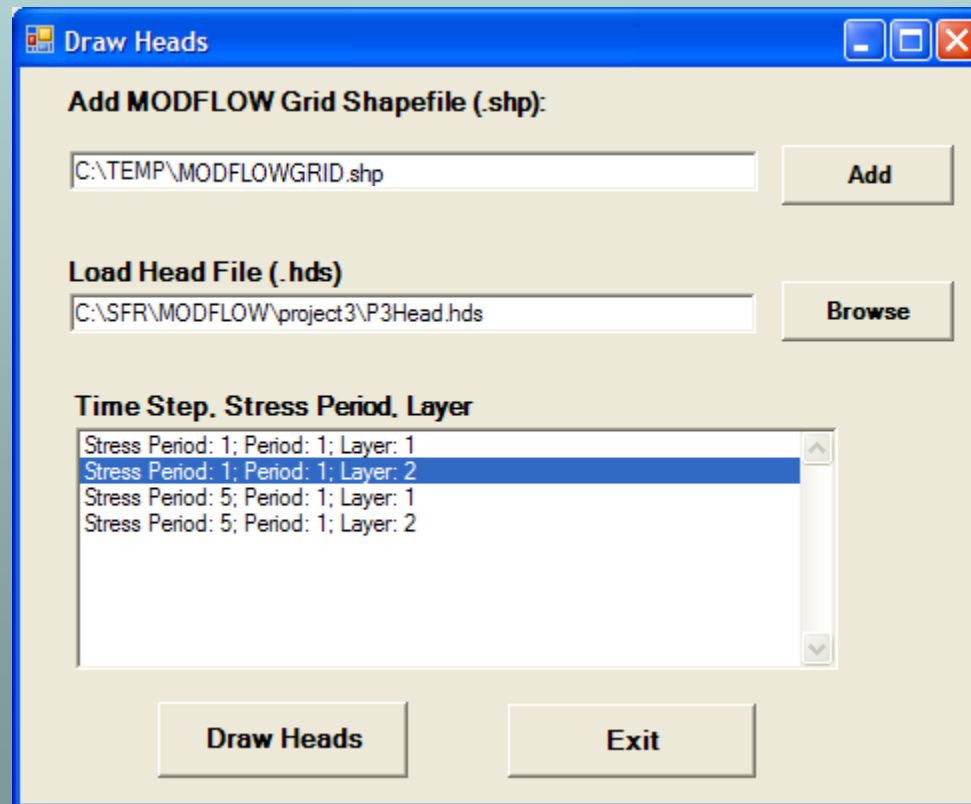 Draw Heads
Add MODFLOW Grid Shapefile (.shp):
C:\TEMP\MODFLOWGRID.shp
Add
Load Head File (.hds)
C:\SFR\MODFLOW\project3\P3Head.hds
Browse
Time Step, Stress Period, Layer
Stress Period: 1; Period: 1; Layer: 1
Stress Period: 1; Period: 1; Layer: 2
Stress Period: 5; Period: 1; Layer: 1
Stress Period: 5; Period: 1; Layer: 2
Draw Heads
Exit